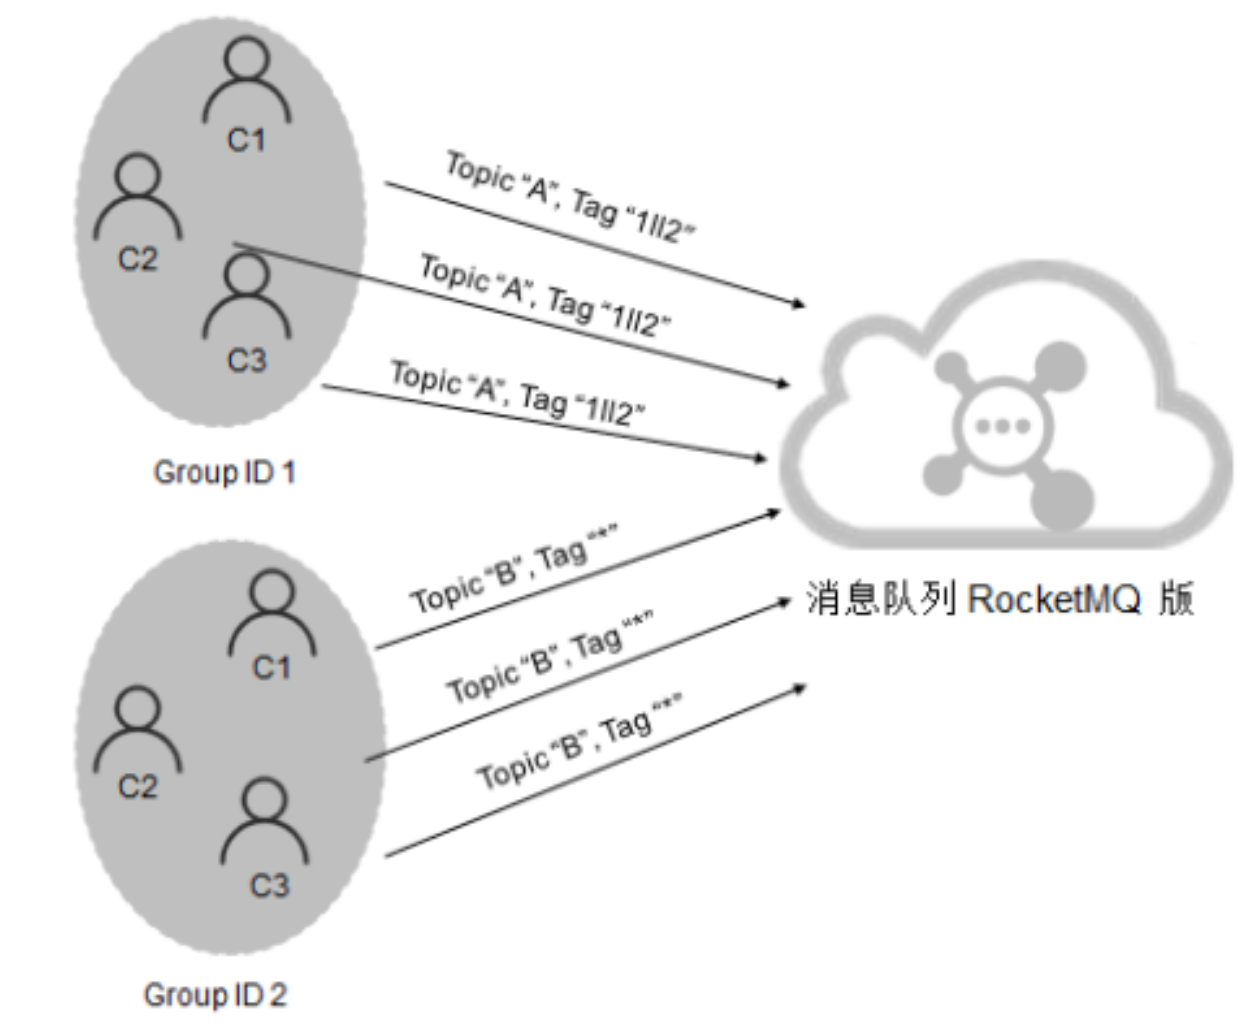 C1
C2
C3
Group ID 1
Topic “A”, Tag “1||2”
Topic “A”, Tag “1||2”
Topic “A”, Tag “1||2”
消息队列 RocketMQ 版
Topic “B”, Tag “*”
Topic “B”, Tag “*”
Topic “B”, Tag “*”
C1
C2
C3
Group ID 2